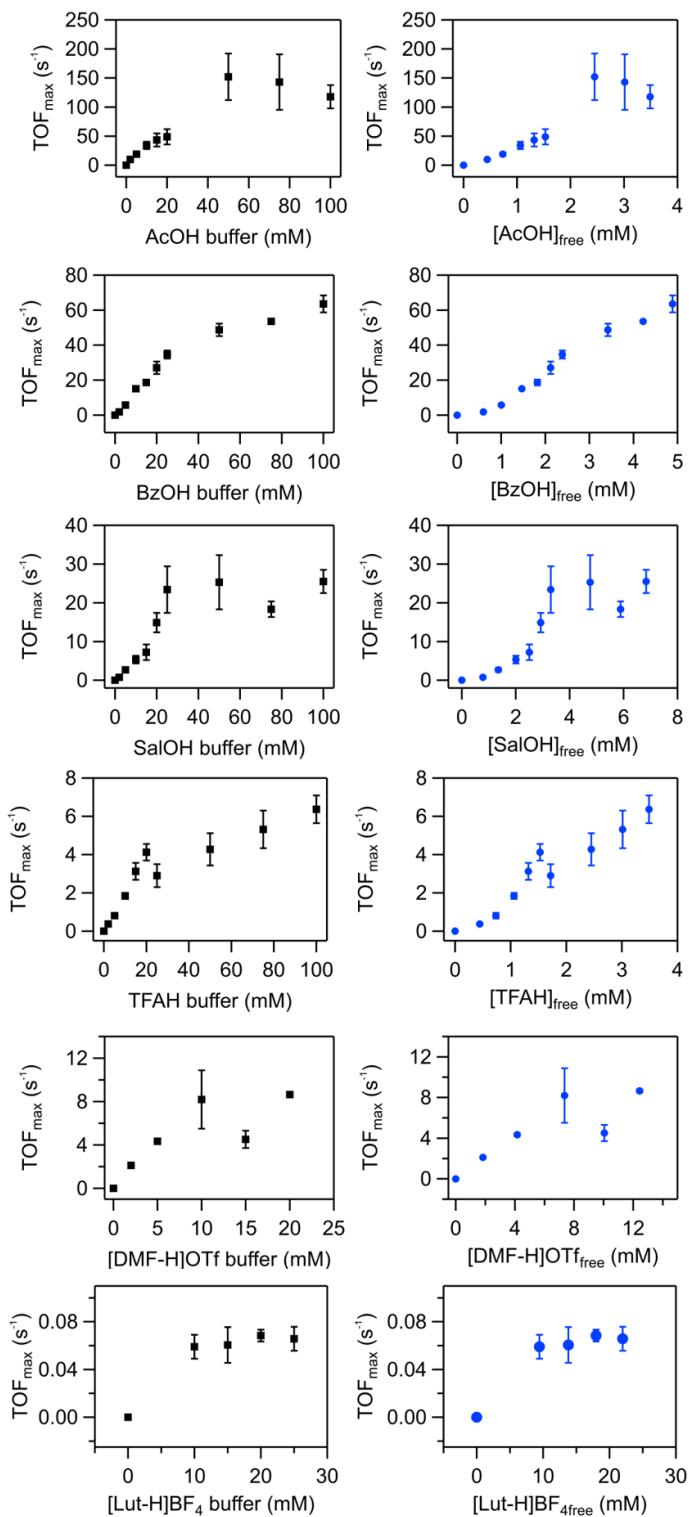 TOFmax (s-1)
250
200
150
100
50
0
0 20 40 60 80 100
AcOH buffer (mM)
TOFmax (s-1)
250
200
150
100
50
0
0 1 2 3 4
[AcOH]free (mM)
TOFmax (s-1)
80
60
40
20
0
0 20 40 60 80 100
BzOH buffer (mM)
TOFmax (s-1)
80
60
40
20
0
0 1 2 3 4 5
[BzOH]free (mM)
TOFmax (s-1)
40
30
20
10
0
0 20 40 60 80 100
SalOH buffer (mM)
TOFmax (s-1)
40
30
20
10
0
0 2 4 6 8
[SalOH]free (mM)
TOFmax (s-1)
8
6
4
2
0
0 20 40 60 80 100
TFAH buffer (mM)
TOFmax (s-1)
8
6
4
2
0
0 1 2 3 4
[TFAH]free (mM)
TOFmax (s-1)
12
8
4
0
0 5 10 15 20 25
[DMF-H]OTf buffer (mM)
TOFmax (s-1)
12
8
4
0
0 4 8 12
[DMF-H]OTffree (mM)
TOFmax (s-1)
0.08
0.04
0.00
0 10 20 30
[Lut-H]BF4 buffer (mM)
TOFmax (s-1)
0.08
0.04
0.00
0 10 20 30
[Lut-H]BF4free (mM)